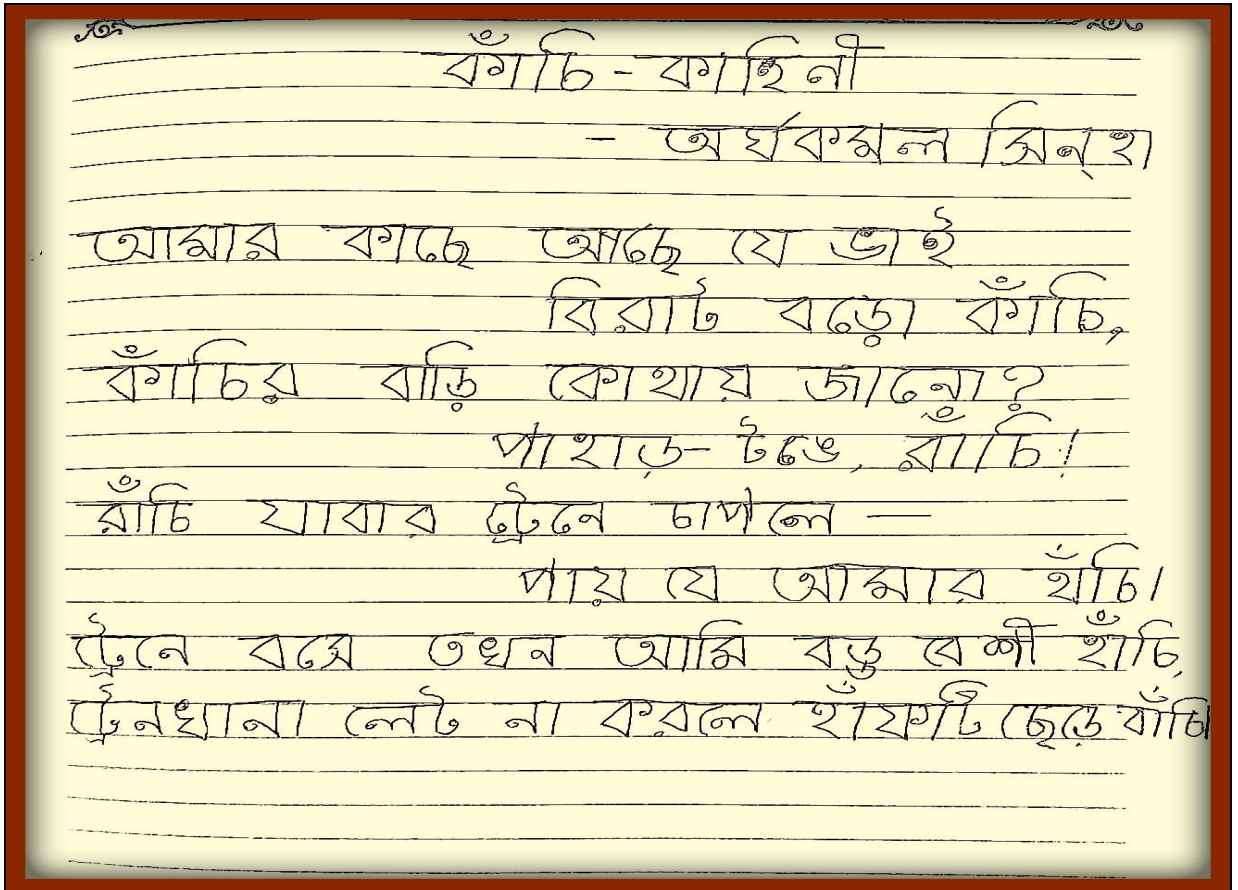 কাঁচি - কাহিনী
- অর্ঘকমল সিন্‌হা
আমার কাছে আছে যে ভাই
বিরাট বড়ো কাঁচি,
কাঁচির বাড়ি কোথায় জানো?
পাহাড়- টঙে, রাঁচি!
রাঁচি যাবার ট্রেনে চাপলে —
পায় যে আমার হাঁচি।
ট্রেনে বসে তখন আমি বড্ড বেশী হাঁচি,
ট্রেনখানা লেট না করলে হাঁফটি ছেড়ে বাঁচি।